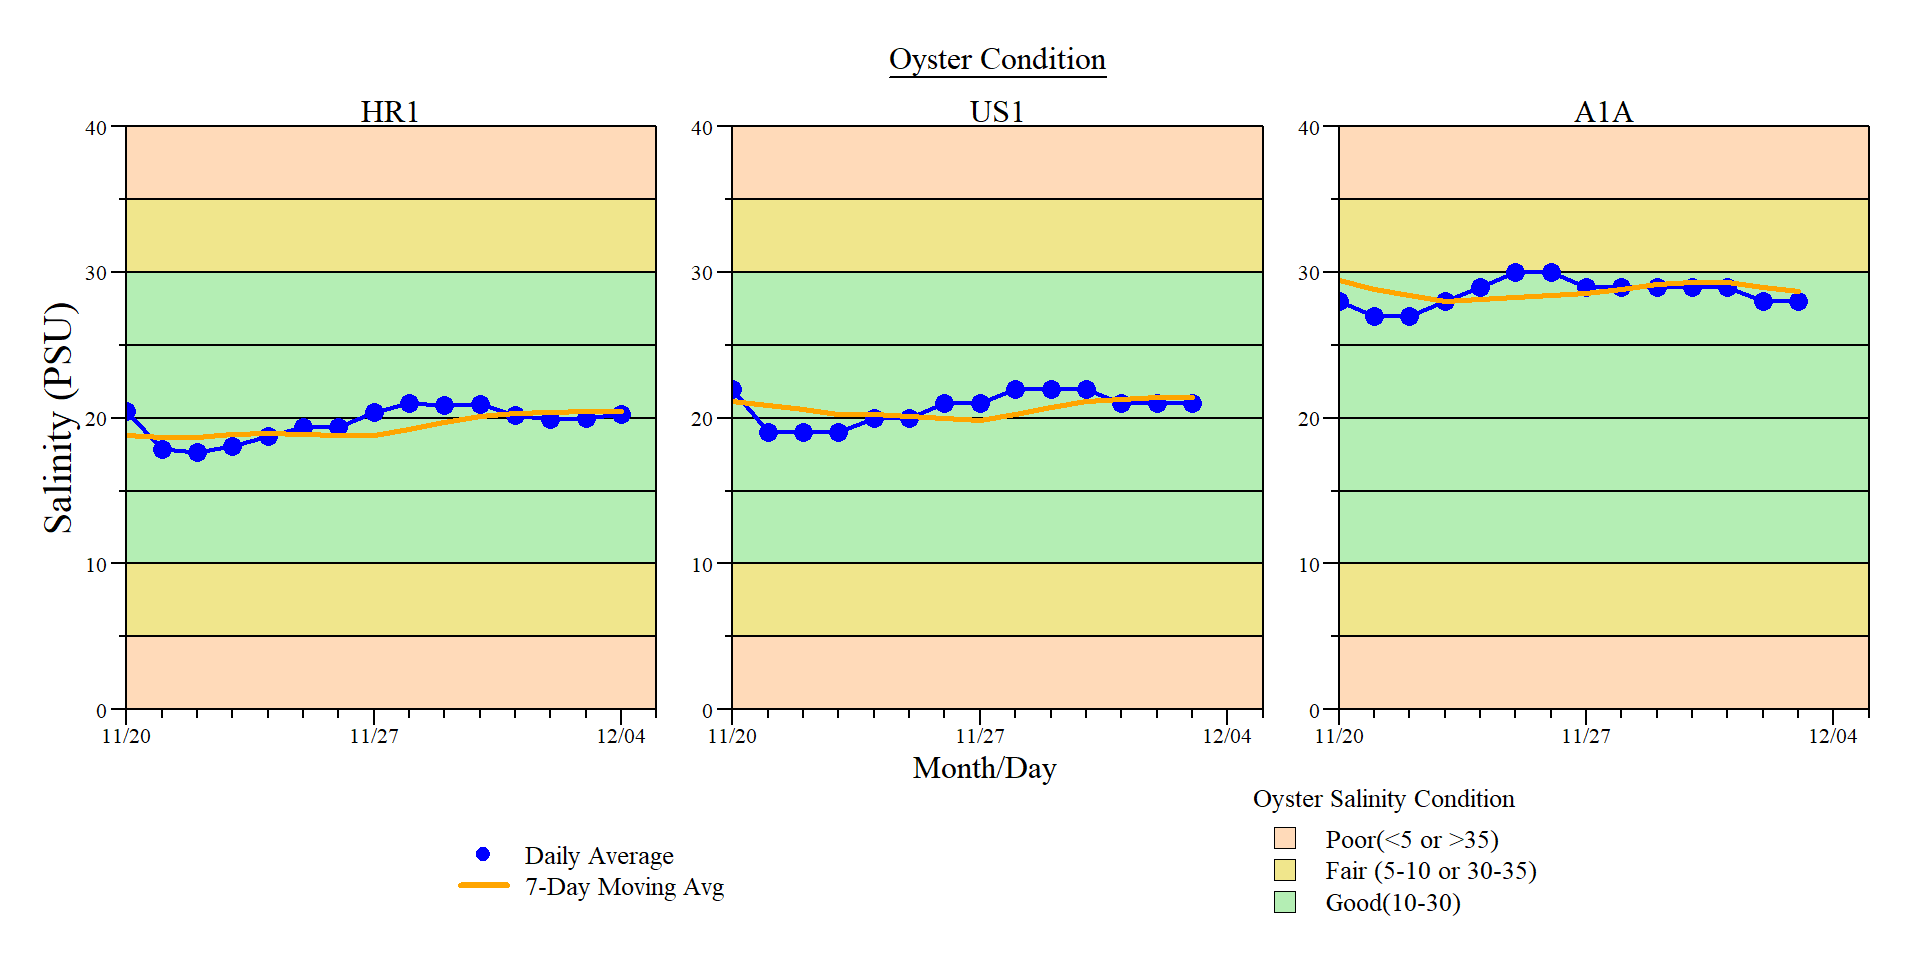 Oyster Condition
HR1
US1
A1A
Salinity (PSU)
40
30
20
10
0
11/20
11/27
12/04
40
30
20
10
0
11/20
11/27
12/04
40
30
20
10
0
11/20
11/27
12/04
Month/Day
Daily Average
7-Day Moving Avg
Oyster Salinity Condition
Poor(<5 or >35)
Fair (5-10 or 30-35)
Good(10-30)